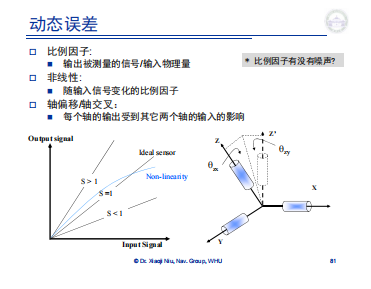 动态误差
比例因子:
输出被测量的信号/输入物理量
* 比例因子有没有噪声?
非线性:
随输入信号变化的比例因子
轴偏移/轴交叉:
每个轴的输出受到其它两个轴的输入的影响
Output signal
Ideal sensor
Non-linearity
S > 1
S =1
S < 1
Input Signal
Z
Z'
θzy
θzx
X
Y
© Dr. Xiaoji Niu, Nav. Group, WHU
81